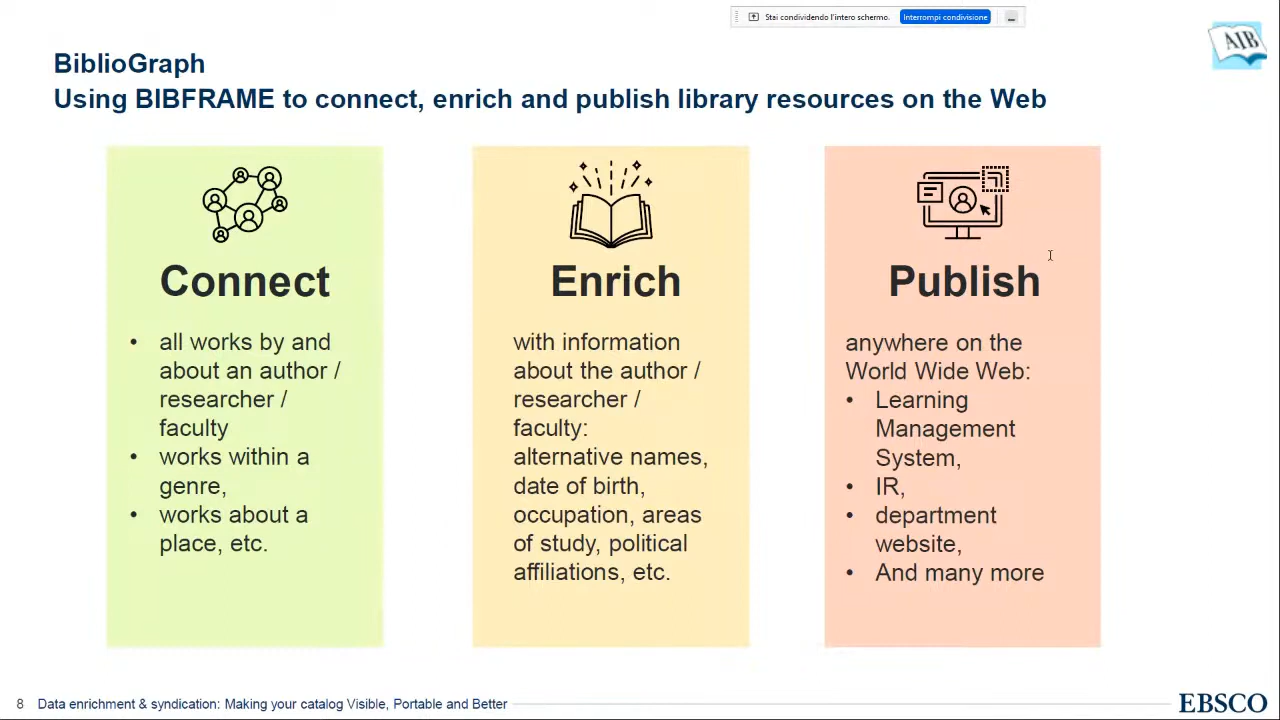 Stai condividendo l'intero schermo.
Interrompi condivisione
AIB
BiblioGraph
Using BIBFRAME to connect, enrich and publish library resources on the Web
Connect
• all works by and
about an author /
researcher /
faculty
• works within a
genre,
• works about a
place, etc.
Enrich
with information
about the author /
researcher /
faculty:
alternative names,
date of birth,
occupation, areas
of study, political
affiliations, etc.
Publish
anywhere on the
World Wide Web:
• Learning
Management
System,
• IR,
• department
website,
• And many more
8 Data enrichment & syndication: Making your catalog Visible, Portable and Better
EBSCO